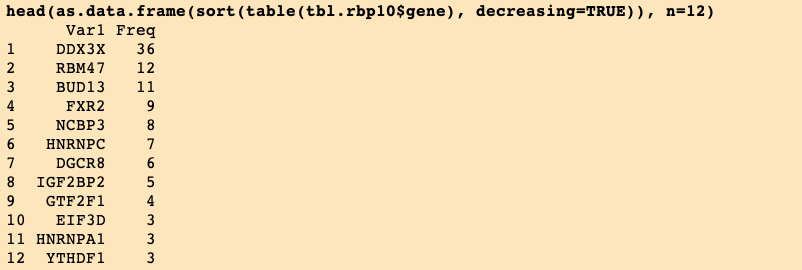 head(as.data.frame(sort(table(tbl.rbp10$gene), decreasing=TRUE)), n=12)
Var1 Freq
1 DDX3X 36
2 RBM47 12
3 BUD13 11
4 FXR2 9
5 NCBP3 8
6 HNRNPC 7
7 DGCR8 6
8 IGF2BP2 5
9 GTF2F1 4
10 EIF3D 3
11 HNRNPA1 3
12 YTHDF1 3